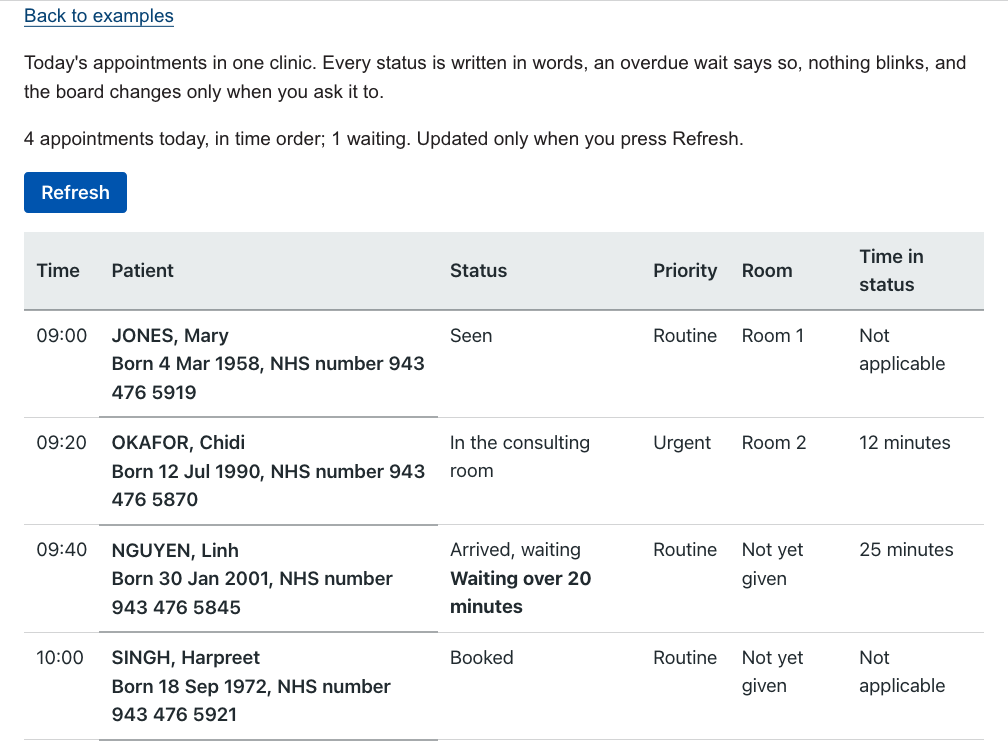 Back to examples
Today's appointments in one clinic. Every status is written in words, an overdue wait says so, nothing blinks, and
the board changes only when you ask it to.
4 appointments today, in time order; 1 waiting. Updated only when you press Refresh.
Refresh
Time Patient Status Priority Room Time in
status
09:00 JONES, Mary Seen Routine Room 1 Not
Born 4 Mar 1958, NHS number 943 applicable
476 5919
09:20 OKAFOR, Chidi In the consulting Urgent Room 2 12 minutes
Born 12 Jul 1990, NHS number 943 room
476 5870
09:40 NGUYEN, Linh Arrived, waiting Routine Not yet 25 minutes
Born 30 Jan 2001, NHS number Waiting over 20 given
943 476 5845 minutes
10:00 SINGH, Harpreet Booked Routine Not yet Not
Born 18 Sep 1972, NHS number given applicable
943 476 5921